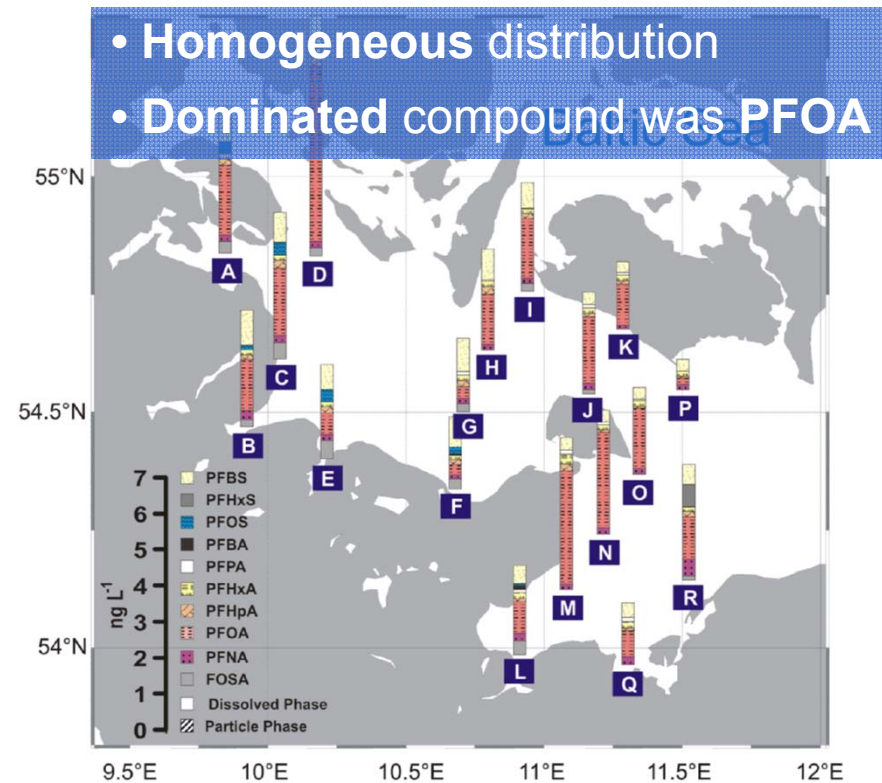 • Homogeneous distribution
• Dominated compound was PFOA
Baltic Sea
55°N
A
D
I
C
H
K
54.5°N
B
G
J
P
E
F
O
N
M
R
L
Q
54°N
7
6
5
4
3
2
1
0
ng L⁻¹
PFBS
PFHxS
PFOS
PFBA
PFPA
PFHxA
PFHpA
PFOA
PFNA
FOSA
Dissolved Phase
Particle Phase
9.5°E 10°E 10.5°E 11°E 11.5°E 12°E